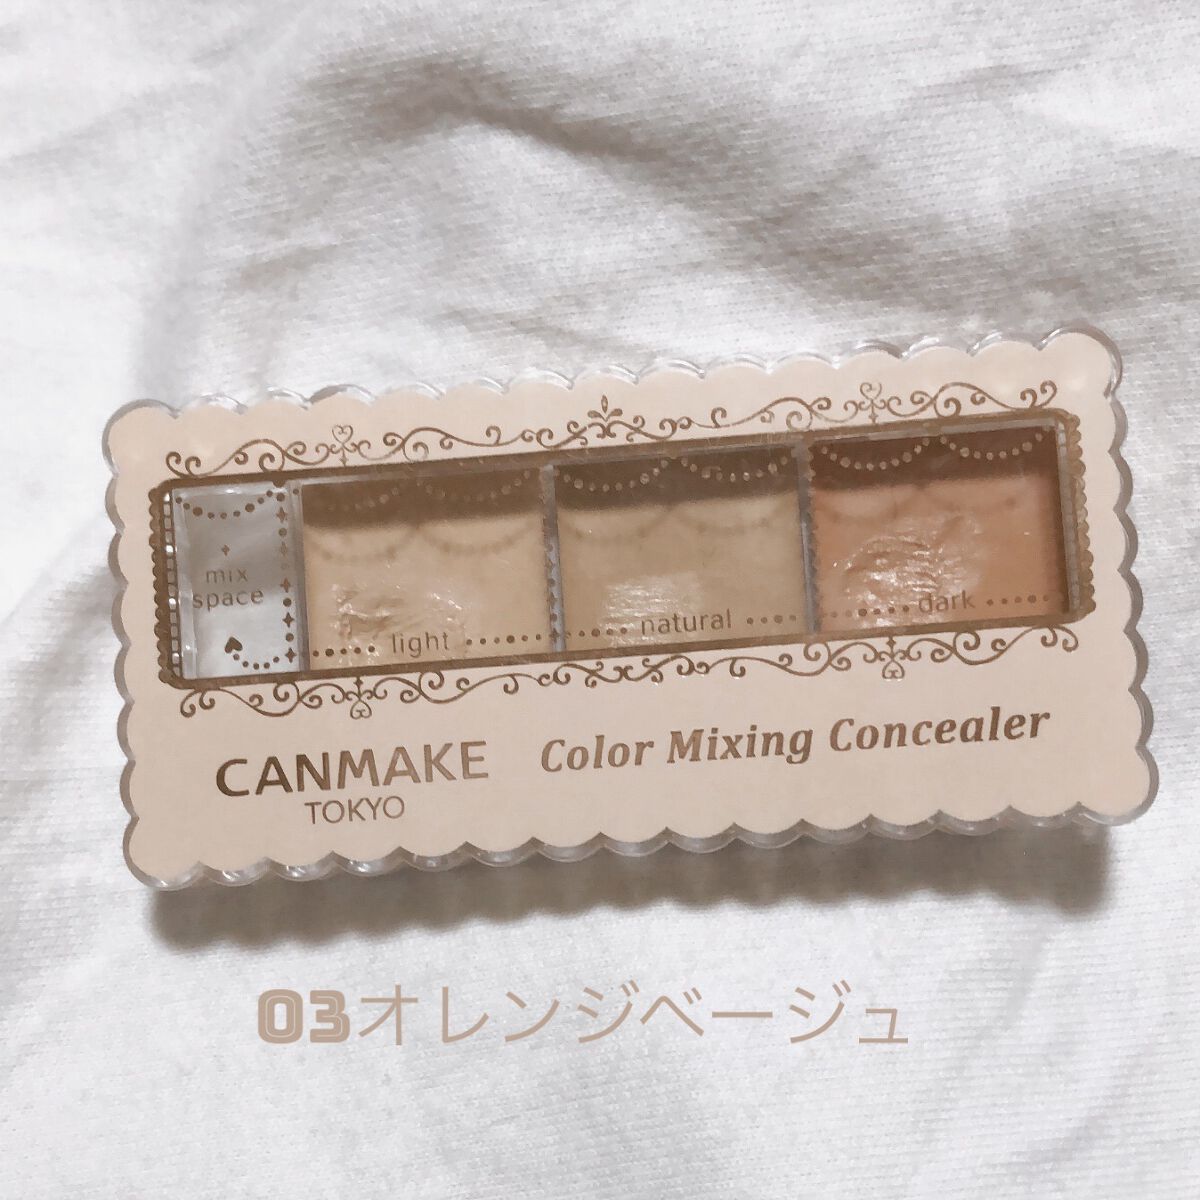 mix
space
light
natural
dark
CANMAKE
TOKYO
Color Mixing Concealer
03オレンジベージュ